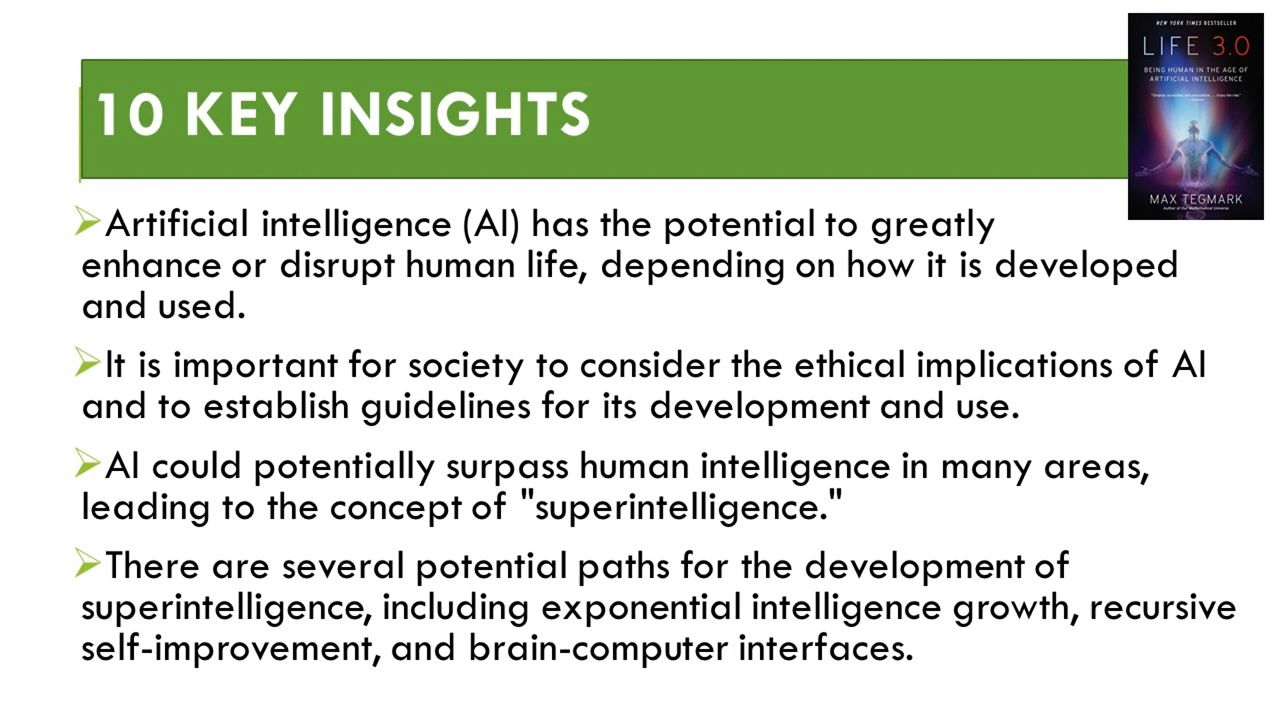 10 KEY INSIGHTS
NEW YORK TIMES BESTSELLER
LIFE 3.0
BEING HUMAN IN THE AGE OF
ARTIFICIAL INTELLIGENCE
MAX TEGMARK
Author of Our Mathematical Universe
➢Artificial intelligence (AI) has the potential to greatly
enhance or disrupt human life, depending on how it is developed
and used.
➢It is important for society to consider the ethical implications of AI
and to establish guidelines for its development and use.
➢AI could potentially surpass human intelligence in many areas,
leading to the concept of "superintelligence."
➢There are several potential paths for the development of
superintelligence, including exponential intelligence growth, recursive
self-improvement, and brain-computer interfaces.